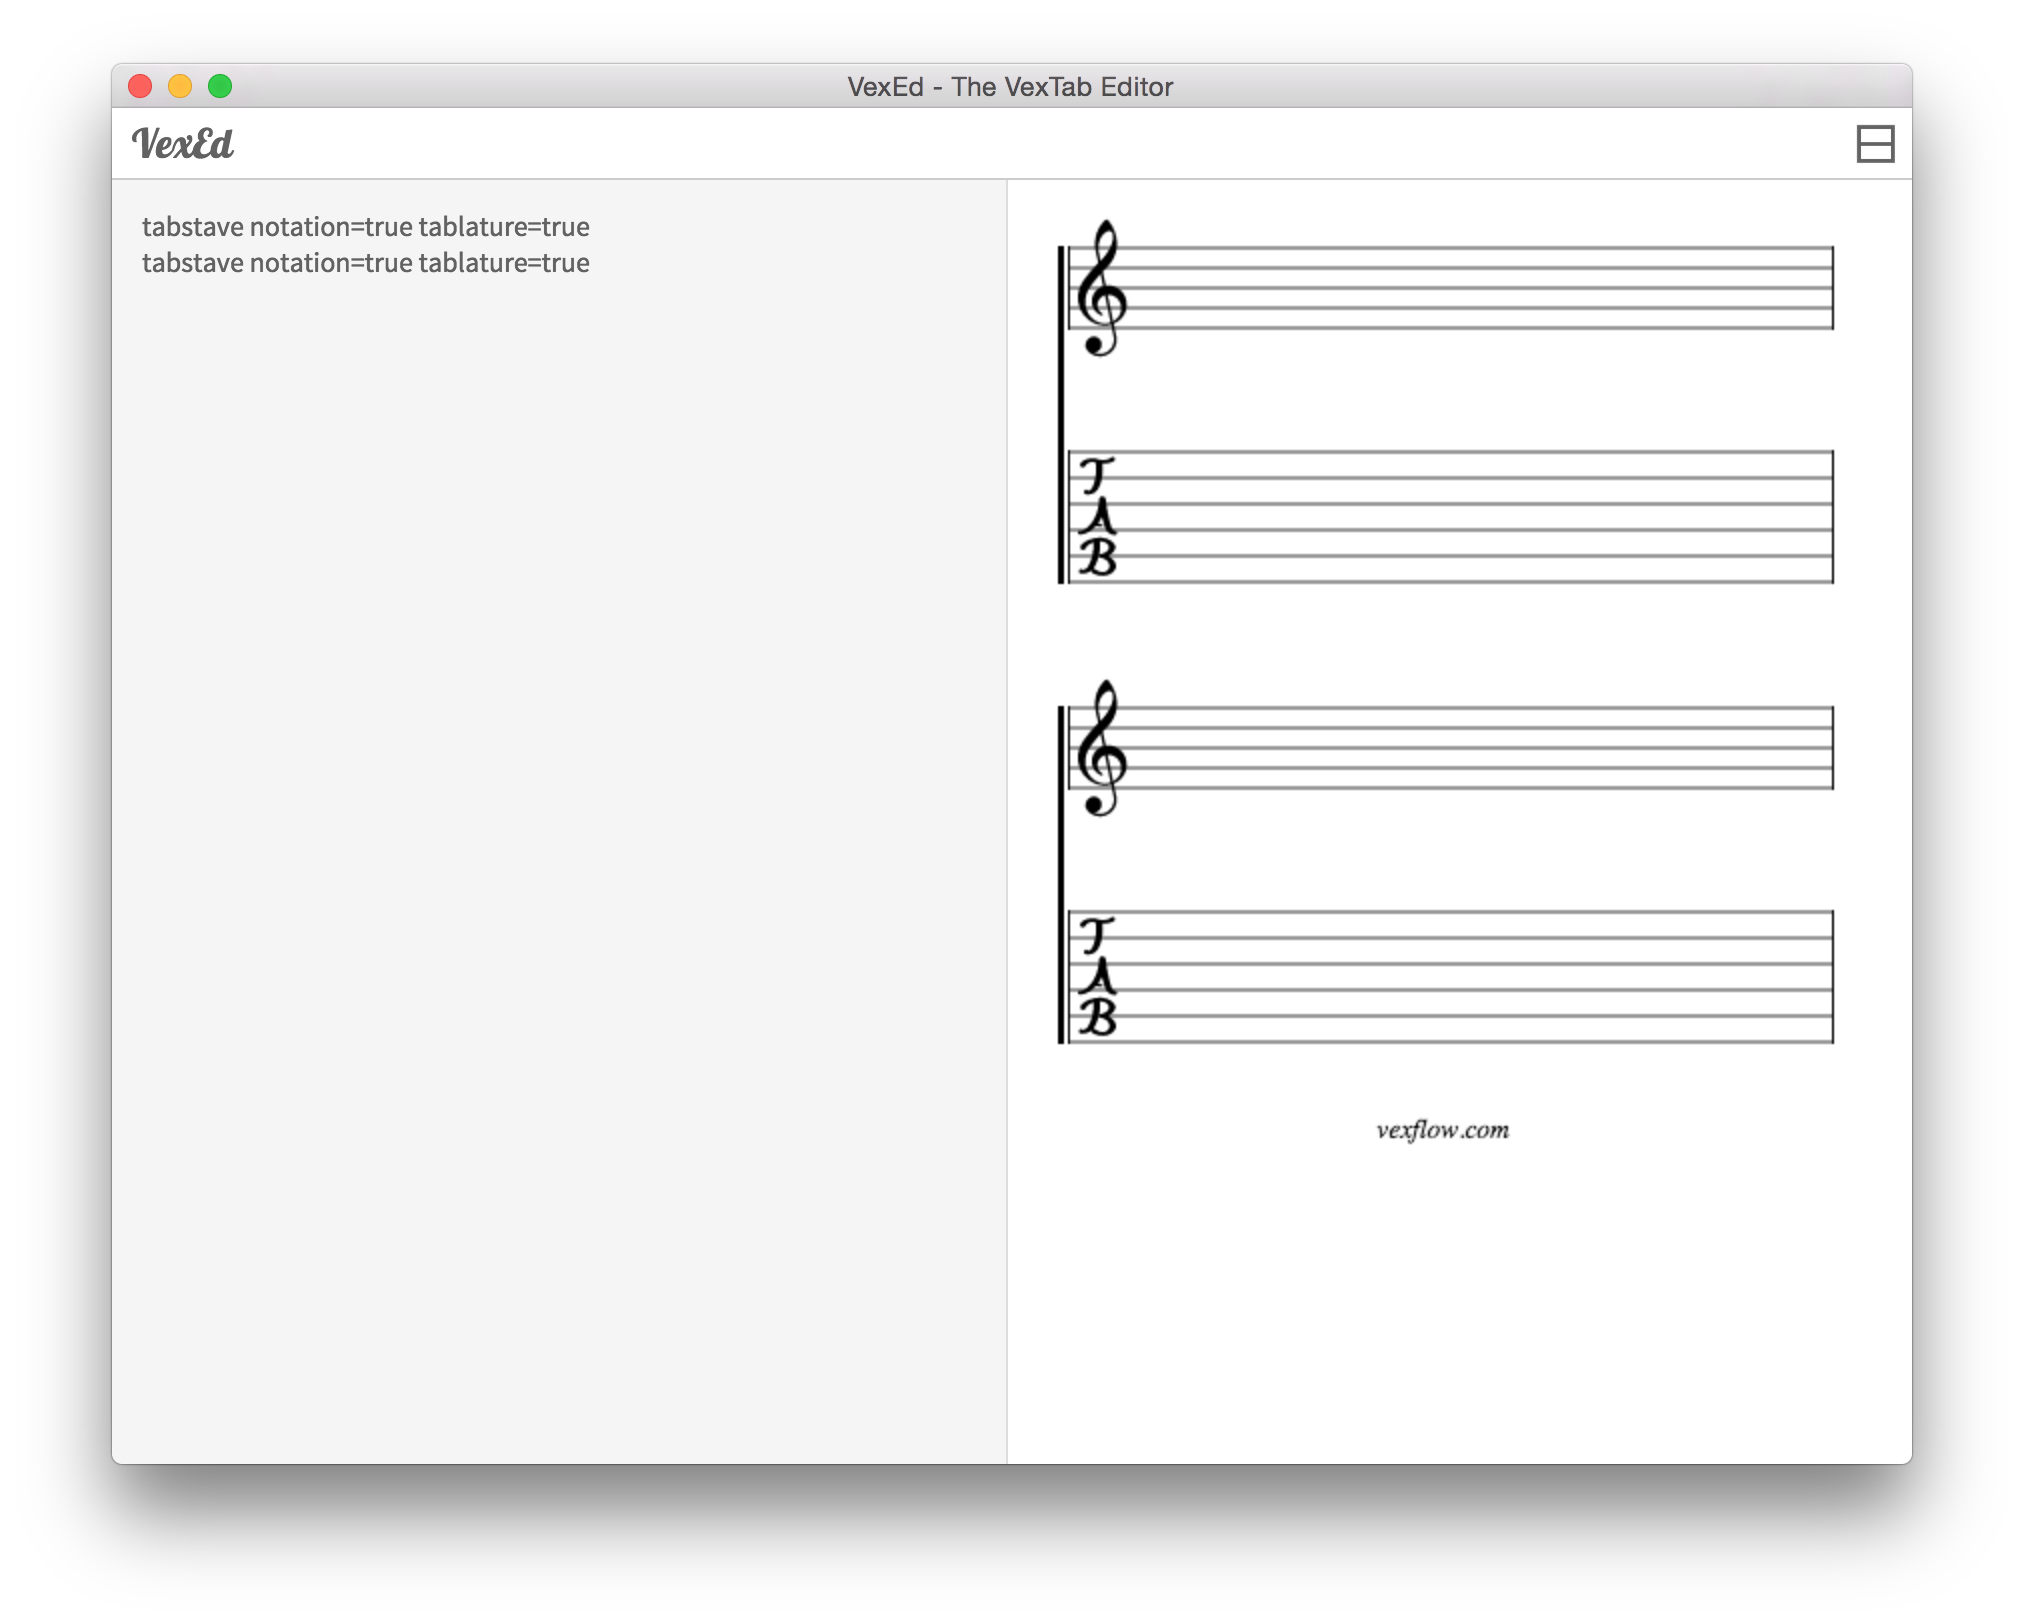 VexEd - The VexTab Editor
VexEd
tabstave notation=true tablature=true
tabstave notation=true tablature=true
T
A
B
T
A
B
vexflow.com